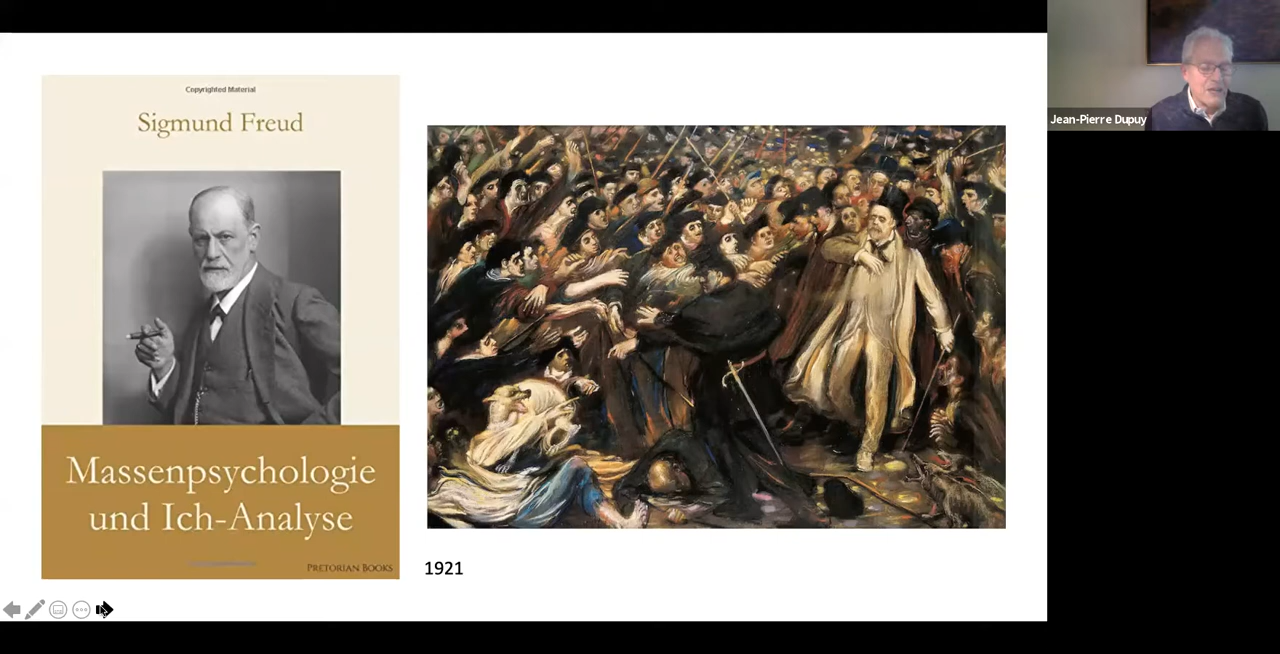 Copyrighted Material
Sigmund Freud
Massenpsychologie
und Ich-Analyse
PRETORIAN BOOKS
1921
Jean-Pierre Dupuy